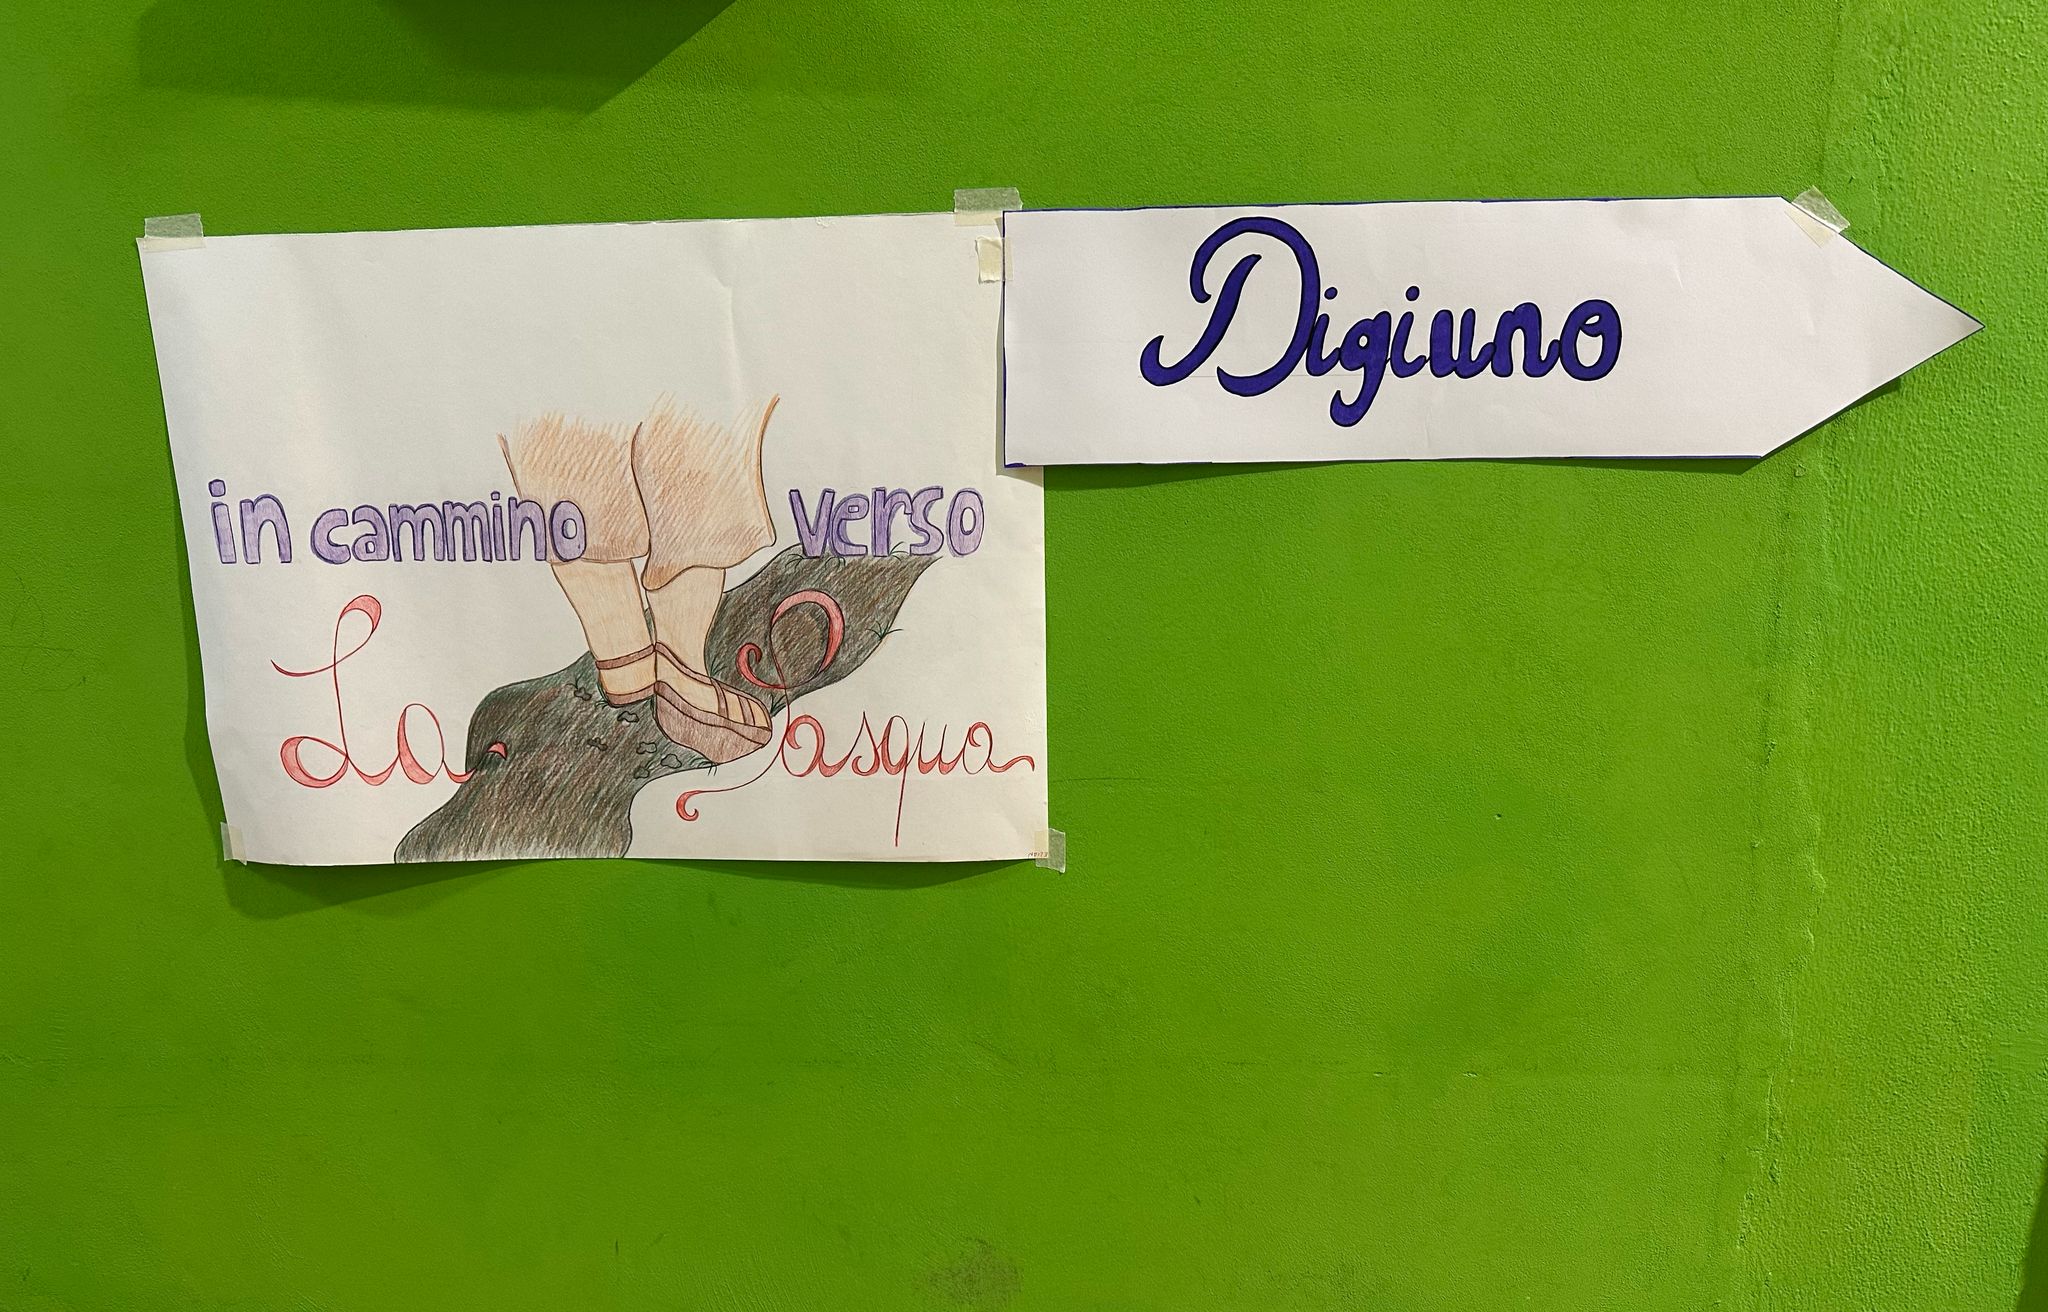 in cammino verso
La Pasqua
Digiuno